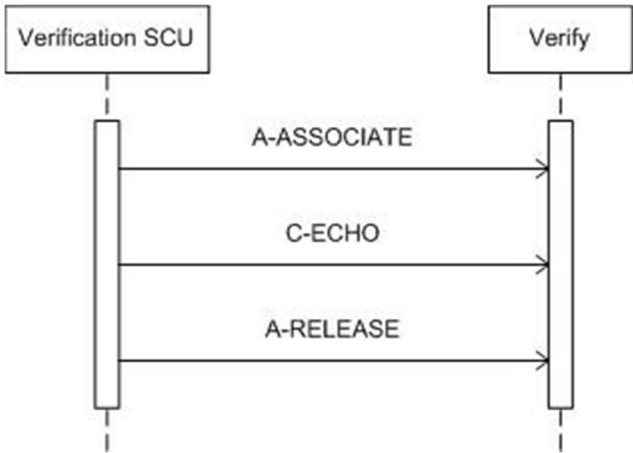 Verification SCU
Verify
A-ASSOCIATE
C-ECHO
A-RELEASE